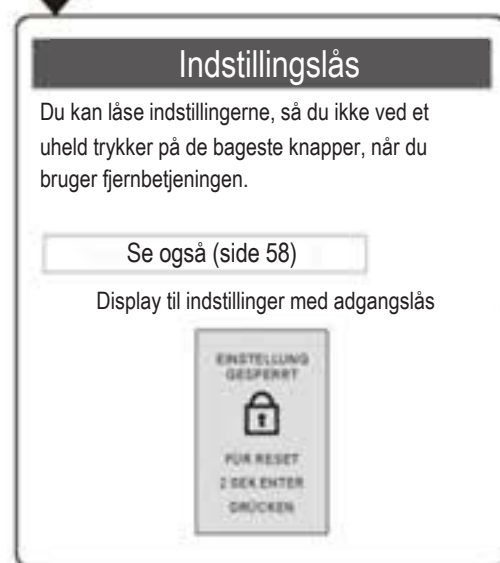 Indstillingslås
Du kan låse indstillingerne, så du ikke ved et
uheld trykker på de bageste knapper, når du
bruger fjernbetjeningen.
Se også (side 58)
Display til indstillinger med adgangslås
EINSTELLUNG
GESPERRT
FÜR RESET
2 SEK ENTER
DRÜCKEN